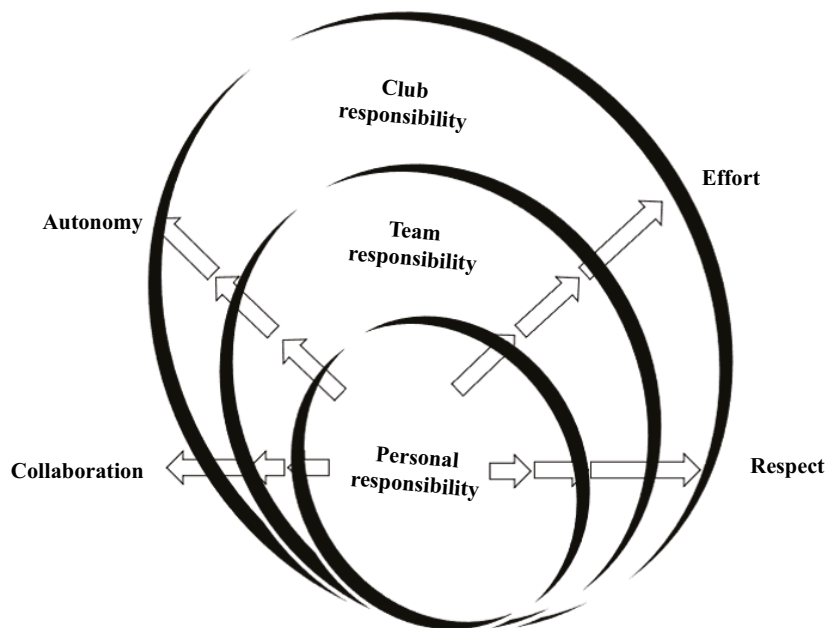 Club
responsibility
Effort
Autonomy
Team
responsibility
Personal
responsibility
Collaboration
Respect